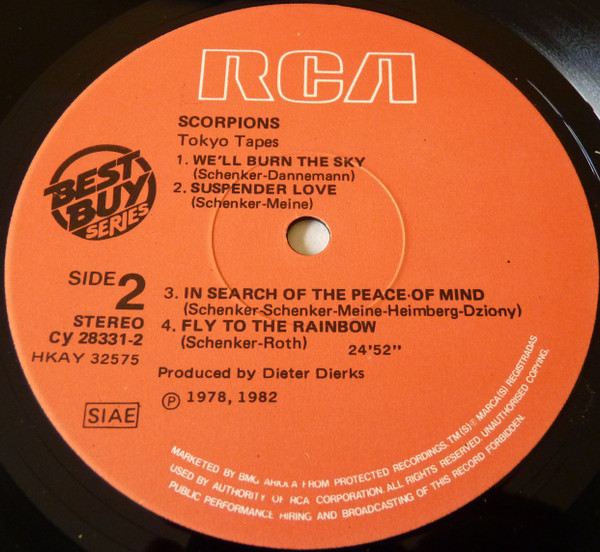 RCA
SCORPIONS
Tokyo Tapes
1. WE'LL BURN THE SKY
(Schenker-Dannemann)
2. SUSPENDER LOVE
(Schenker-Meine)
BEST
BUY
SERIES
SIDE 2
STEREO
CY 28331-2
HKAY 32575
3. IN SEARCH OF THE PEACE OF MIND
(Schenker-Schenker-Meine-Heimberg-Dziony)
4. FLY TO THE RAINBOW
(Schenker-Roth)
24'52"
Produced by Dieter Dierks
℗ 1978, 1982
SIAE
MARKETED BY BMG ARIOLA FROM PROTECTED RECORDINGS. TM(S)® MARCA(S) REGISTRADAS
USED BY AUTHORITY OF RCA CORPORATION. ALL RIGHTS RESERVED. UNAUTHORISED COPYING,
PUBLIC PERFORMANCE HIRING AND BROADCASTING OF THIS RECORD FORBIDDEN.